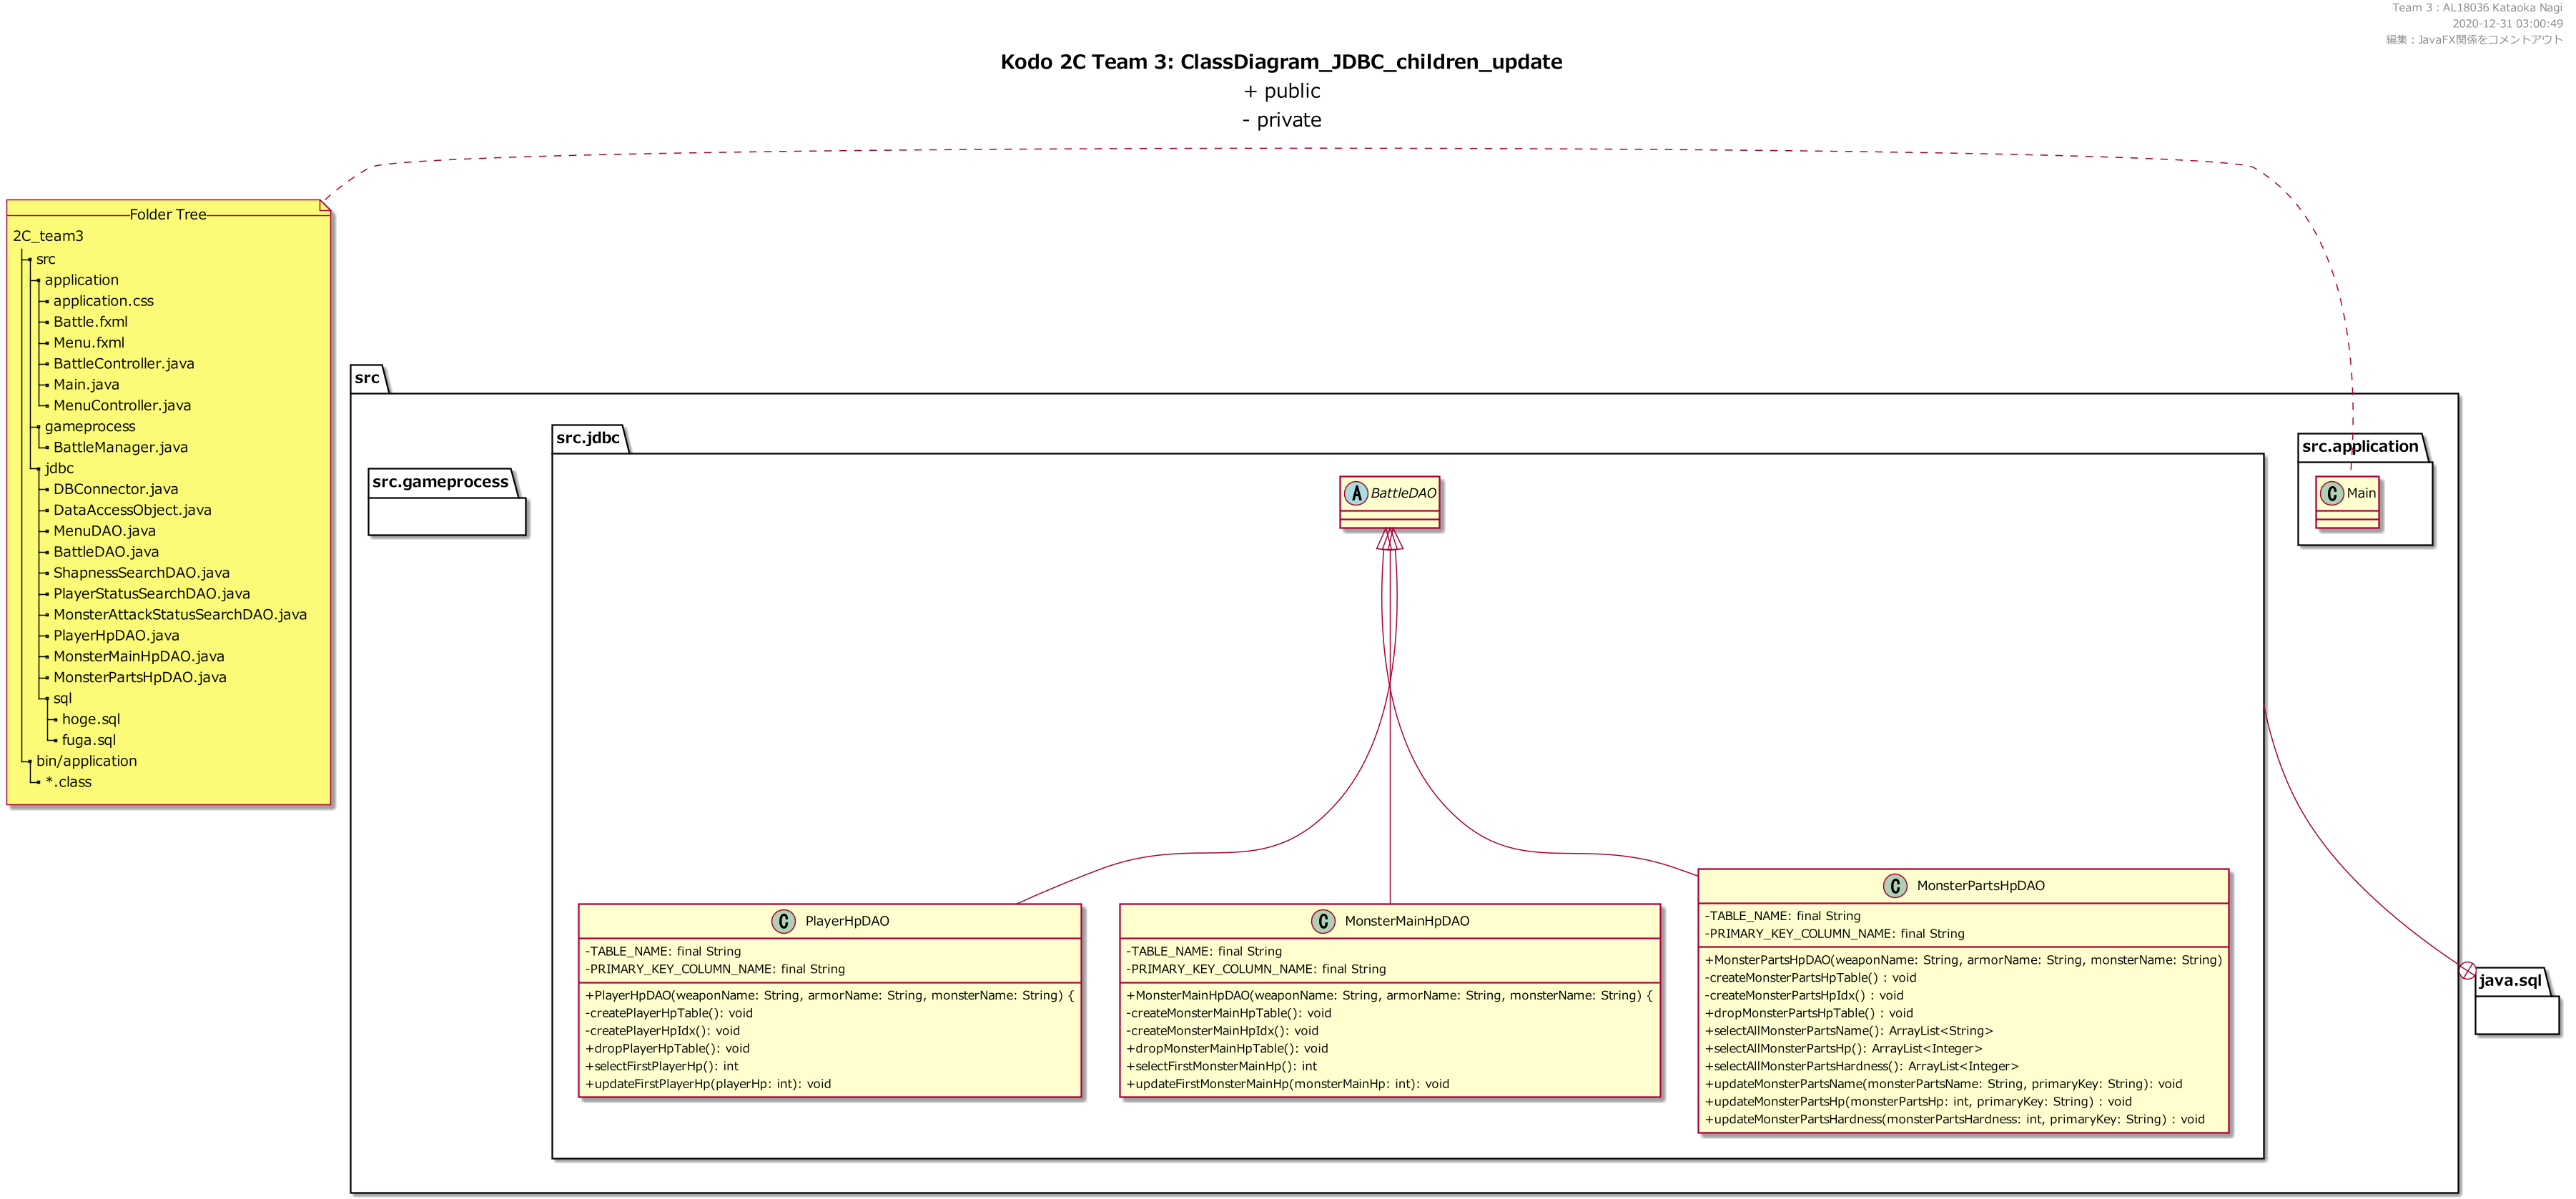 Team 3 : AL18036 Kataoka Nagi
2020-12-31 03:00:49
編集 : JavaFX関係をコメントアウト
Kodo 2C Team 3: ClassDiagram_JDBC_children_update
+ public
- private
Folder Tree
2C_team3
src
application
application.css
Battle.fxml
Menu.fxml
BattleController.java
Main.java
MenuController.java
gameprocess
BattleManager.java
jdbc
DBConnector.java
DataAccessObject.java
MenuDAO.java
BattleDAO.java
ShapnessSearchDAO.java
PlayerStatusSearchDAO.java
MonsterAttackStatusSearchDAO.java
PlayerHpDAO.java
MonsterMainHpDAO.java
MonsterPartsHpDAO.java
sql
hoge.sql
fuga.sql
bin/application
*.class
src
src.gameprocess
src.jdbc
A BattleDAO
src.application
C Main
C PlayerHpDAO
-TABLE_NAME: final String
-PRIMARY_KEY_COLUMN_NAME: final String
+PlayerHpDAO(weaponName: String, armorName: String, monsterName: String) {
-createPlayerHpTable(): void
-createPlayerHpIdx(): void
+dropPlayerHpTable(): void
+selectFirstPlayerHp(): int
+updateFirstPlayerHp(playerHp: int): void
C MonsterMainHpDAO
-TABLE_NAME: final String
-PRIMARY_KEY_COLUMN_NAME: final String
+MonsterMainHpDAO(weaponName: String, armorName: String, monsterName: String) {
-createMonsterMainHpTable(): void
-createMonsterMainHpIdx(): void
+dropMonsterMainHpTable(): void
+selectFirstMonsterMainHp(): int
+updateFirstMonsterMainHp(monsterMainHp: int): void
C MonsterPartsHpDAO
-TABLE_NAME: final String
-PRIMARY_KEY_COLUMN_NAME: final String
+MonsterPartsHpDAO(weaponName: String, armorName: String, monsterName: String)
-createMonsterPartsHpTable() : void
-createMonsterPartsHpIdx() : void
+dropMonsterPartsHpTable() : void
+selectAllMonsterPartsName(): ArrayList<String>
+selectAllMonsterPartsHp(): ArrayList<Integer>
+selectAllMonsterPartsHardness(): ArrayList<Integer>
+updateMonsterPartsName(monsterPartsName: String, primaryKey: String): void
+updateMonsterPartsHp(monsterPartsHp: int, primaryKey: String) : void
+updateMonsterPartsHardness(monsterPartsHardness: int, primaryKey: String) : void
java.sql